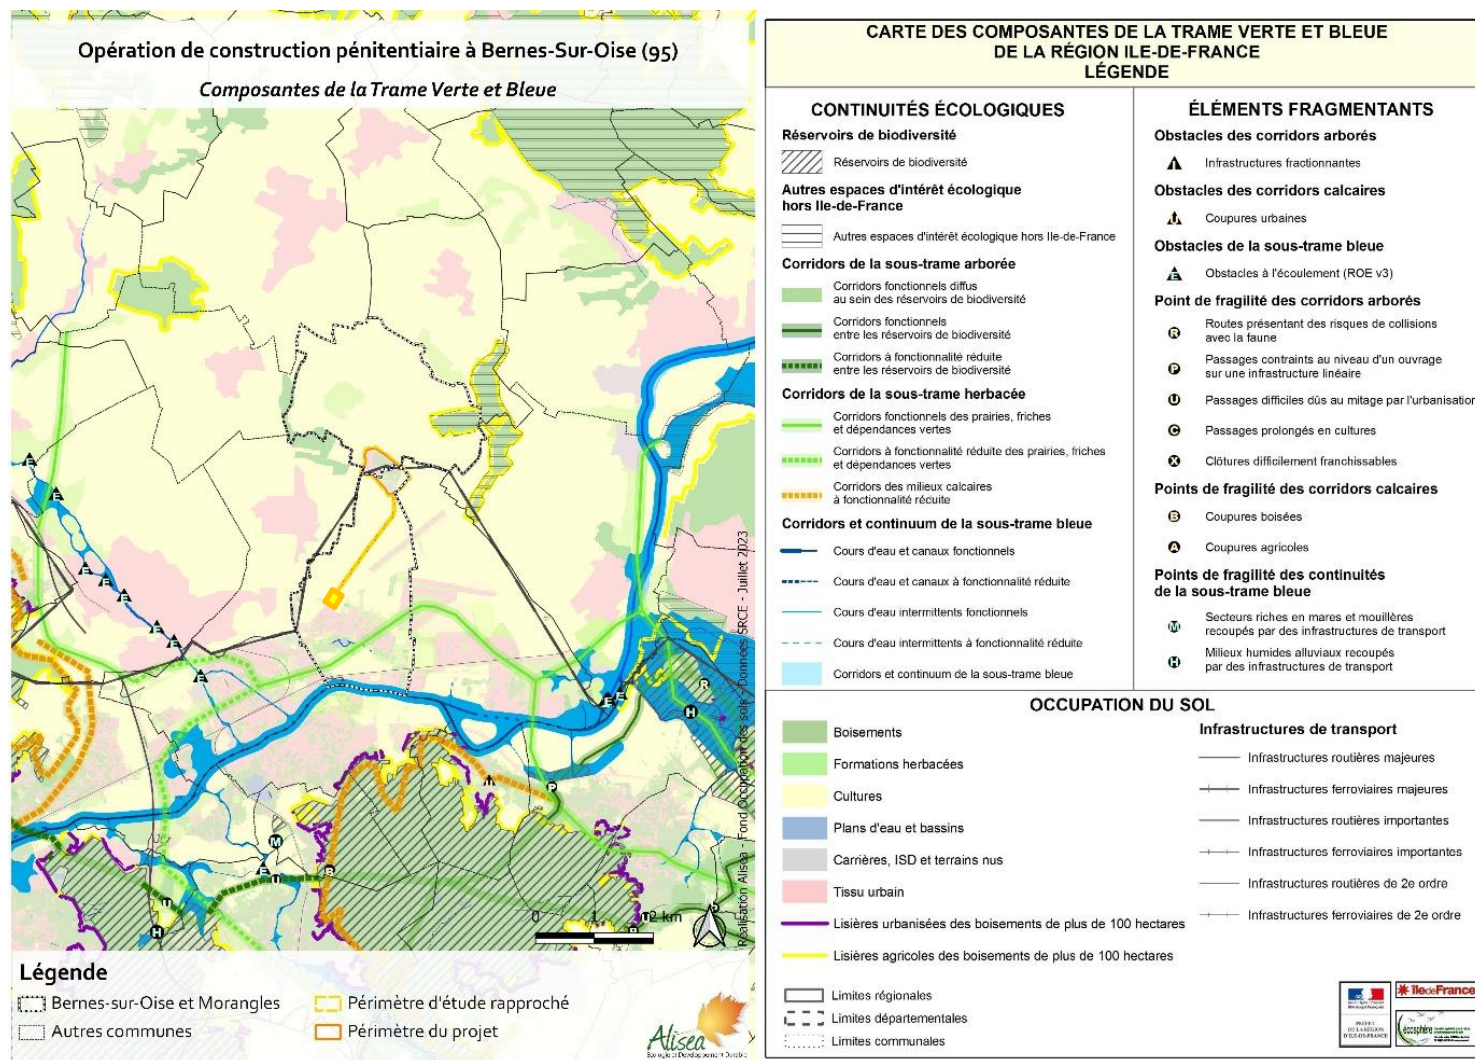 Opération de construction pénitentiaire à Bernes-Sur-Oise (95)
Composantes de la Trame Verte et Bleue
Réalisation Alisea - Fond Occupation des sols - Données SRCE - Juillet 2023
0 1 2 km
Légende
Bernes-sur-Oise et Morangles
Autres communes
Périmètre d'étude rapproché
Périmètre du projet
Alisea
Ecologie et Développement Durable
CARTE DES COMPOSANTES DE LA TRAME VERTE ET BLEUE
DE LA RÉGION ILE-DE-FRANCE
LÉGENDE
CONTINUITÉS ÉCOLOGIQUES
Réservoirs de biodiversité
Réservoirs de biodiversité
Autres espaces d'intérêt écologique
hors Ile-de-France
Autres espaces d'intérêt écologique hors Ile-de-France
Corridors de la sous-trame arborée
Corridors fonctionnels diffus
au sein des réservoirs de biodiversité
Corridors fonctionnels
entre les réservoirs de biodiversité
Corridors à fonctionnalité réduite
entre les réservoirs de biodiversité
Corridors de la sous-trame herbacée
Corridors fonctionnels des prairies, friches
et dépendances vertes
Corridors à fonctionnalité réduite des prairies, friches
et dépendances vertes
Corridors des milieux calcaires
à fonctionnalité réduite
Corridors et continuum de la sous-trame bleue
Cours d'eau et canaux fonctionnels
Cours d'eau et canaux à fonctionnalité réduite
Cours d'eau intermittents fonctionnels
Cours d'eau intermittents à fonctionnalité réduite
Corridors et continuum de la sous-trame bleue
ÉLÉMENTS FRAGMENTANTS
Obstacles des corridors arborés
Infrastructures fractionnantes
Obstacles des corridors calcaires
Coupures urbaines
Obstacles de la sous-trame bleue
E Obstacles à l'écoulement (ROE v3)
Point de fragilité des corridors arborés
R Routes présentant des risques de collisions
avec la faune
P Passages contraints au niveau d'un ouvrage
sur une infrastructure linéaire
U Passages difficiles dûs au mitage par l'urbanisation
C Passages prolongés en cultures
X Clôtures difficilement franchissables
Points de fragilité des corridors calcaires
B Coupures boisées
A Coupures agricoles
Points de fragilité des continuités
de la sous-trame bleue
M Secteurs riches en mares et mouillères
recoupés par des infrastructures de transport
H Milieux humides alluviaux recoupés
par des infrastructures de transport
OCCUPATION DU SOL
Boisements
Formations herbacées
Cultures
Plans d'eau et bassins
Carrières, ISD et terrains nus
Tissu urbain
Lisières urbanisées des boisements de plus de 100 hectares
Lisières agricoles des boisements de plus de 100 hectares
Limites régionales
Limites départementales
Limites communales
Infrastructures de transport
Infrastructures routières majeures
Infrastructures ferroviaires majeures
Infrastructures routières importantes
Infrastructures ferroviaires importantes
Infrastructures routières de 2e ordre
Infrastructures ferroviaires de 2e ordre
PRÉFET
DE LA RÉGION
D'ILE-DE-FRANCE
îledeFrance
écosphère